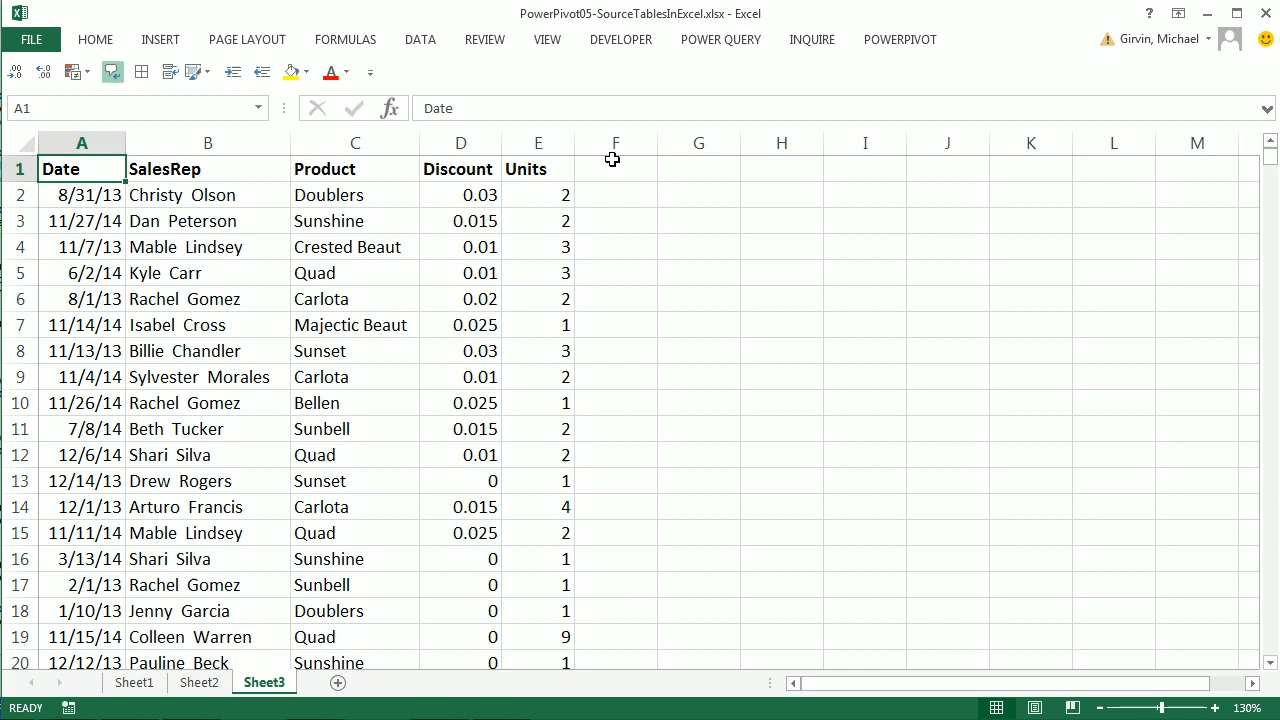 PowerPivot05-SourceTablesInExcel.xlsx - Excel
FILE HOME INSERT PAGE LAYOUT FORMULAS DATA REVIEW VIEW DEVELOPER POWER QUERY INQUIRE POWERPIVOT Girvin, Michael
A1 fx Date
A B C D E F G H I J K L M
1 Date SalesRep Product Discount Units
2 8/31/13 Christy Olson Doublers 0.03 2
3 11/27/14 Dan Peterson Sunshine 0.015 2
4 11/7/13 Mable Lindsey Crested Beaut 0.01 3
5 6/2/14 Kyle Carr Quad 0.01 3
6 8/1/13 Rachel Gomez Carlota 0.02 2
7 11/14/14 Isabel Cross Majectic Beaut 0.025 1
8 11/13/13 Billie Chandler Sunset 0.03 3
9 11/4/14 Sylvester Morales Carlota 0.01 2
10 11/26/14 Rachel Gomez Bellen 0.025 1
11 7/8/14 Beth Tucker Sunbell 0.015 2
12 12/6/14 Shari Silva Quad 0.01 2
13 12/14/13 Drew Rogers Sunset 0 1
14 12/1/13 Arturo Francis Carlota 0.015 4
15 11/11/14 Mable Lindsey Quad 0.025 2
16 3/13/14 Shari Silva Sunshine 0 1
17 2/1/13 Rachel Gomez Sunbell 0 1
18 1/10/13 Jenny Garcia Doublers 0 1
19 11/15/14 Colleen Warren Quad 0 9
20 12/12/13 Pauline Beck Sunshine 0 1
Sheet1 Sheet2 Sheet3
READY 130%